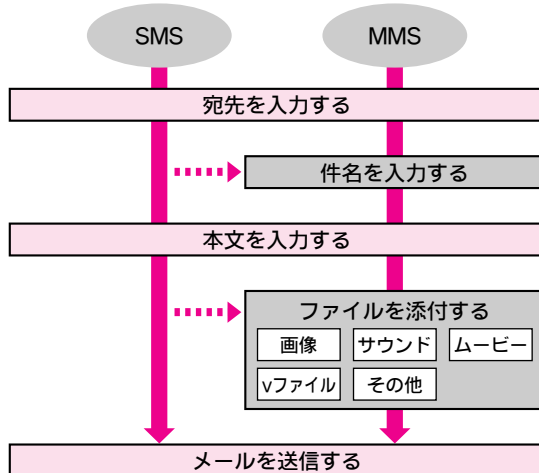 SMS MMS
宛先を入力する
件名を入力する
本文を入力する
ファイルを添付する
画像 サウンド ムービー
vファイル その他
メールを送信する